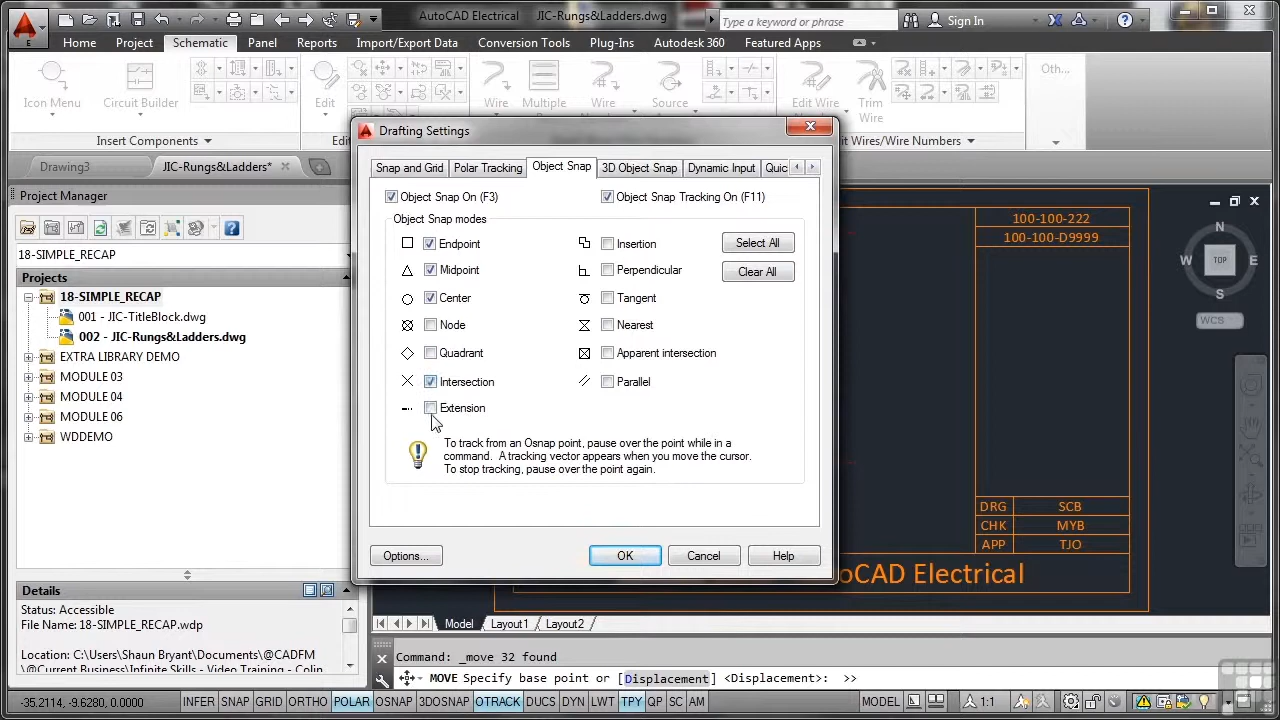 AutoCAD Electrical JIC-Rungs&Ladders.dwg
Type a keyword or phrase
Sign In
Home Project Schematic Panel Reports Import/Export Data Conversion Tools Plug-Ins Autodesk 360 Featured Apps
Icon Menu
Circuit Builder
Edit
Wire
Multiple
Wire
Source
Edit Wire
Trim
Wire
Oth...
Insert Components
Edi
it Wires/Wire Numbers
Drawing3
JIC-Rungs&Ladders*
Project Manager
18-SIMPLE_RECAP
Projects
18-SIMPLE_RECAP
001 - JIC-TitleBlock.dwg
002 - JIC-Rungs&Ladders.dwg
EXTRA LIBRARY DEMO
MODULE 03
MODULE 04
MODULE 06
WDDEMO
Details
Status: Accessible
File Name: 18-SIMPLE_RECAP.wdp
Location: C:\Users\Shaun Bryant\Documents\@CADFM
\@Current Business\Infinite Skills - Video Training - Colin
Drafting Settings
Snap and Grid
Polar Tracking
Object Snap
3D Object Snap
Dynamic Input
Quic
Object Snap On (F3)
Object Snap Tracking On (F11)
Object Snap modes
Endpoint
Insertion
Select All
Midpoint
Perpendicular
Clear All
Center
Tangent
Node
Nearest
Quadrant
Apparent intersection
Intersection
Parallel
Extension
To track from an Osnap point, pause over the point while in a
command. A tracking vector appears when you move the cursor.
To stop tracking, pause over the point again.
Options...
OK
Cancel
Help
100-100-222
100-100-D9999
DRG SCB
CHK MYB
APP TJO
oCAD Electrical
N
W TOP E
S
WCS
Model Layout1 Layout2
Command: _move 32 found
MOVE Specify base point or [Displacement] <Displacement>: >>
-35.2114, -9.6280, 0.0000
INFER SNAP GRID ORTHO POLAR OSNAP 3DOSNAP OTRACK DUCS DYN LWT TPY QP SC AM
MODEL
1:1